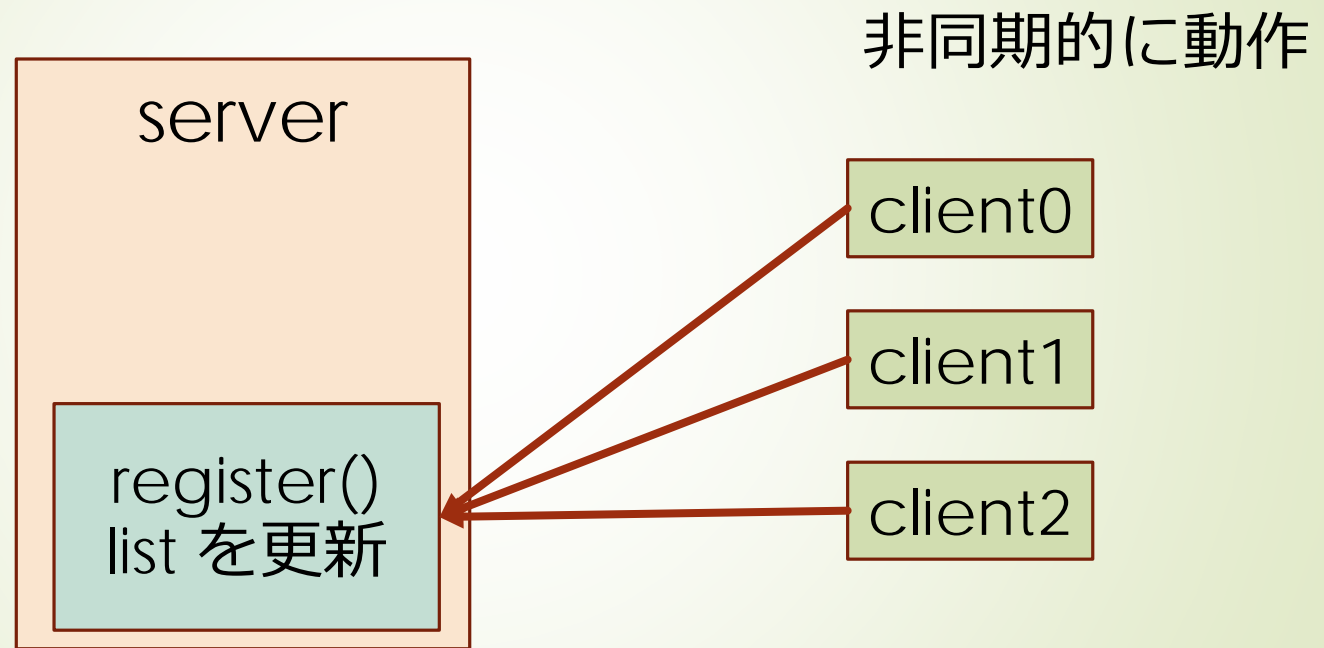 非同期的に動作
server
client0
client1
client2
register()
list を更新